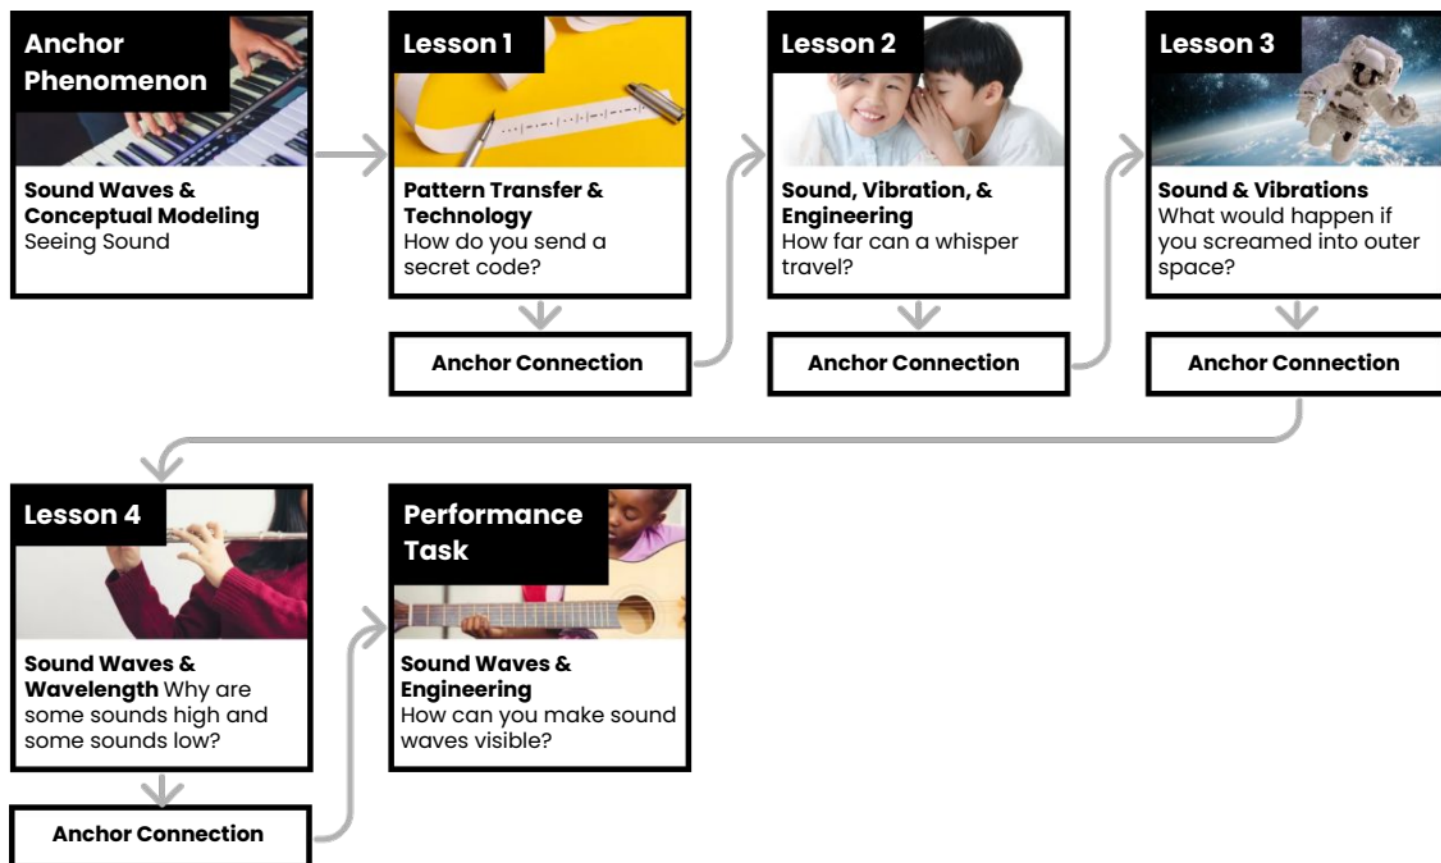 Anchor
Phenomenon
Sound Waves &
Conceptual Modeling
Seeing Sound
Lesson 1
Pattern Transfer &
Technology
How do you send a
secret code?
Anchor Connection
Lesson 2
Sound, Vibration, &
Engineering
How far can a whisper
travel?
Anchor Connection
Lesson 3
Sound & Vibrations
What would happen if
you screamed into outer
space?
Anchor Connection
Lesson 4
Sound Waves &
Wavelength Why are
some sounds high and
some sounds low?
Anchor Connection
Performance
Task
Sound Waves &
Engineering
How can you make sound
waves visible?